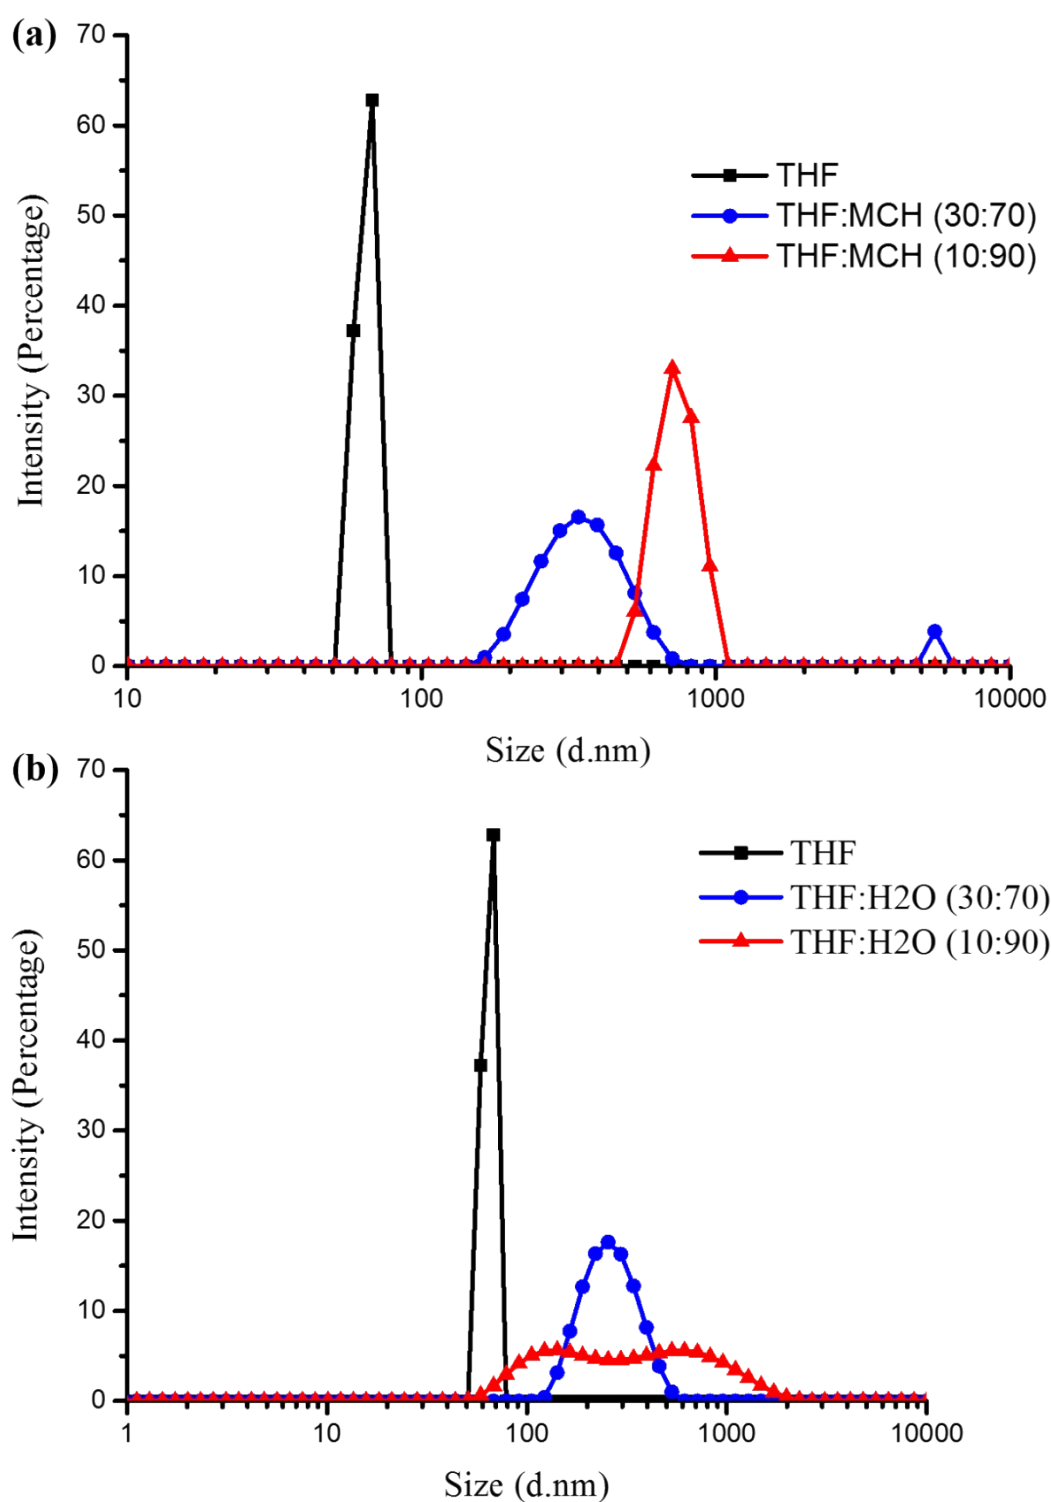 (a)
70
60
50
40
30
20
10
0
Intensity (Percentage)
THF
THF:MCH (30:70)
THF:MCH (10:90)
10 100 1000 10000
Size (d.nm)
(b)
70
60
50
40
30
20
10
0
Intensity (Percentage)
THF
THF:H2O (30:70)
THF:H2O (10:90)
1 10 100 1000 10000
Size (d.nm)